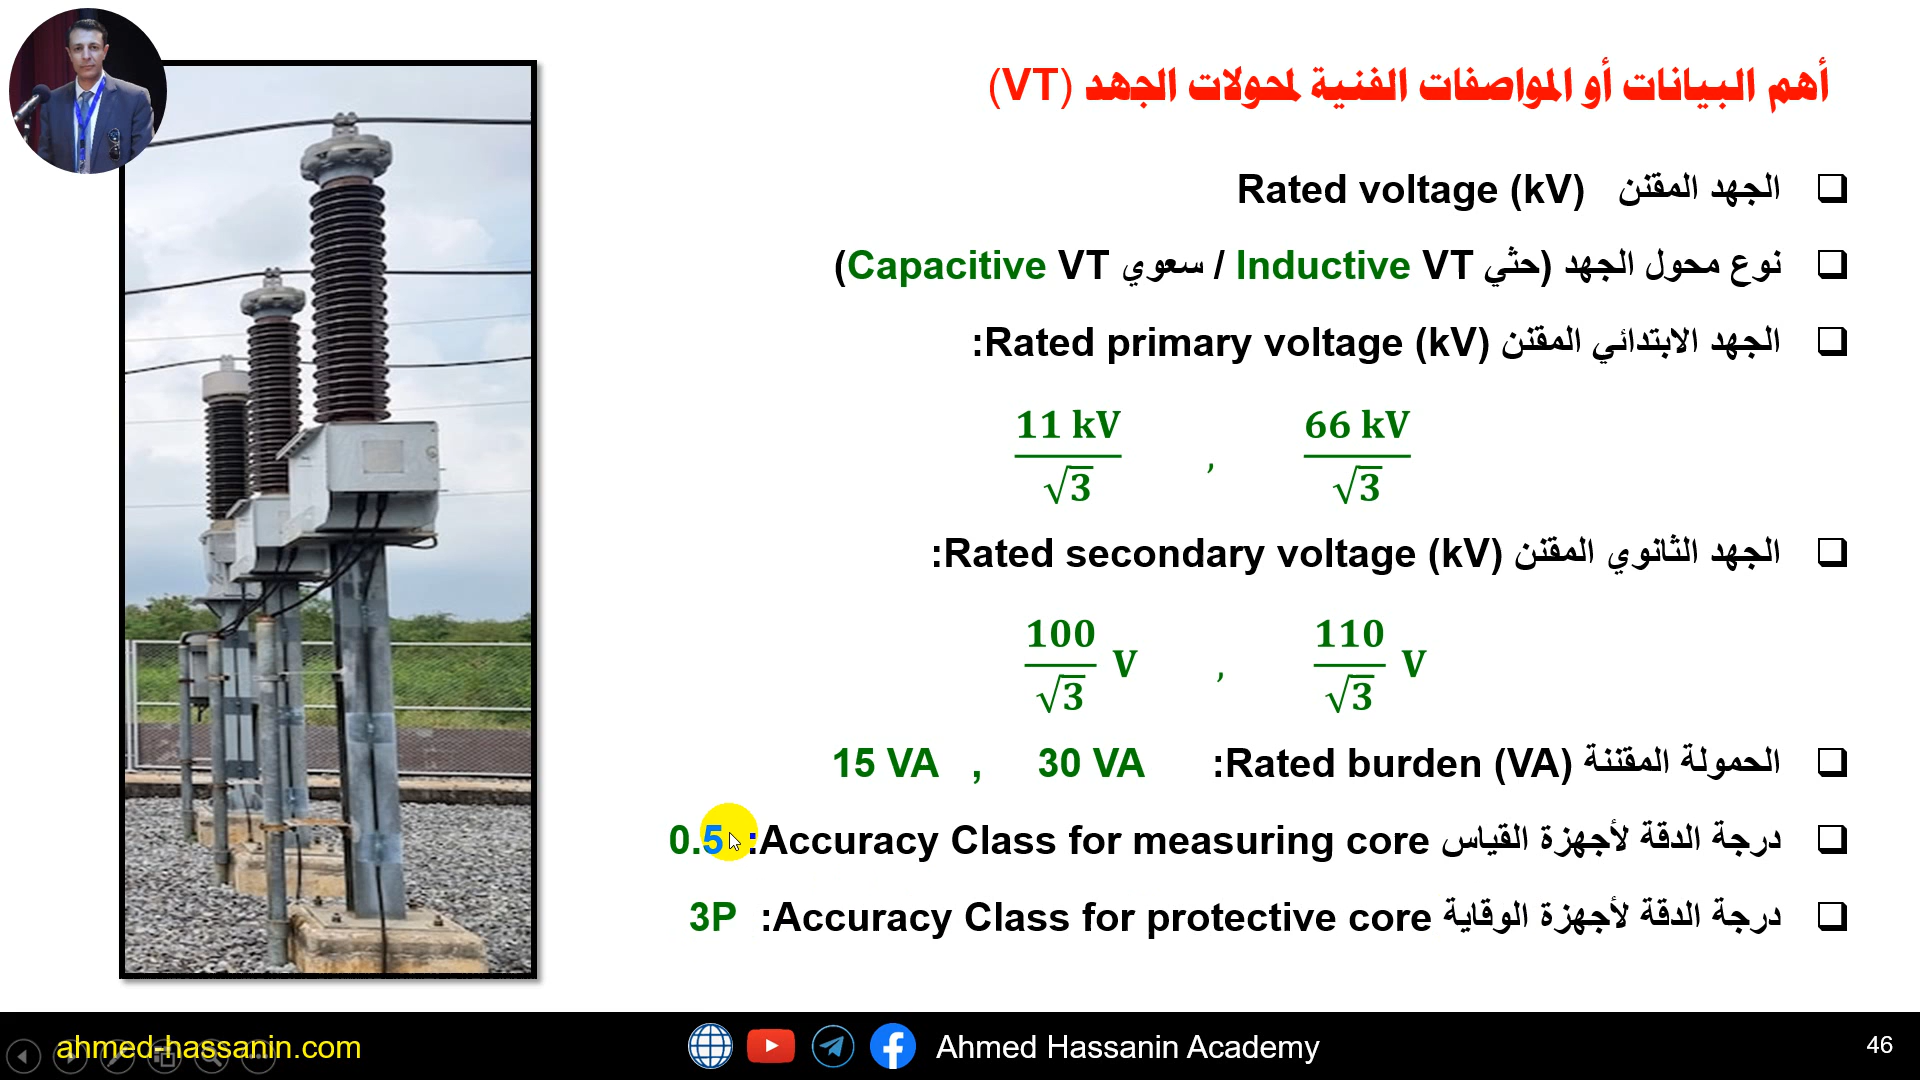 أهم البيانات أو المواصفات الفنية لمحولات الجهد (VT)
❑ الجهد المقنن Rated voltage (kV)
❑ نوع محول الجهد (حثي Inductive VT / سعوي Capacitive VT)
❑ الجهد الابتدائي المقنن Rated primary voltage (kV):
11 kV/√3 , 66 kV/√3
❑ الجهد الثانوي المقنن Rated secondary voltage (kV):
100/√3 V , 110/√3 V
❑ الحمولة المقننة Rated burden (VA): 15 VA , 30 VA
❑ درجة الدقة لأجهزة القياس Accuracy Class for measuring core: 0.5
❑ درجة الدقة لأجهزة الوقاية Accuracy Class for protective core: 3P
ahmed-hassanin.com
Ahmed Hassanin Academy
46